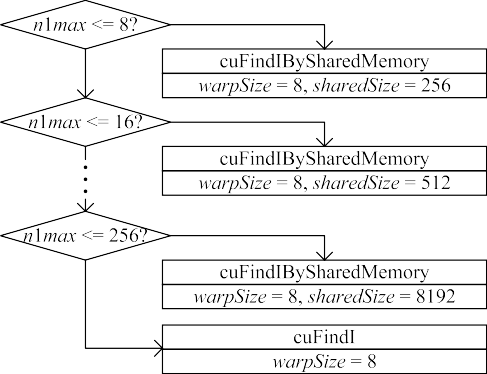 n1max <= 8?
cuFindIBySharedMemory
warpSize = 8, sharedSize = 256
n1max <= 16?
cuFindIBySharedMemory
warpSize = 8, sharedSize = 512
n1max <= 256?
cuFindIBySharedMemory
warpSize = 8, sharedSize = 8192
cuFindI
warpSize = 8